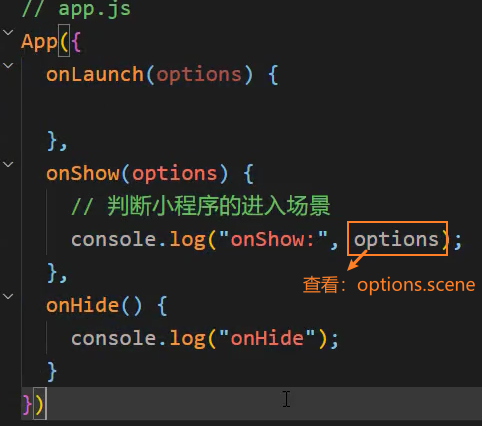 // app.js
App({
onLaunch(options) {
},
onShow(options) {
// 判断小程序的进入场景
console.log("onShow:", options);
},
查看：options.scene
onHide() {
console.log("onHide");
}
})